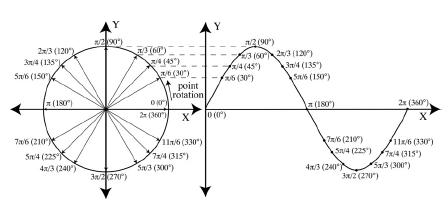 Y
π/2 (90°)
2π/3 (120°)
π/3 (60°)
3π/4 (135°)
π/4 (45°)
5π/6 (150°)
π/6 (30°)
point
rotation
π (180°)
0 (0°)
2π (360°)
X
7π/6 (210°)
11π/6 (330°)
5π/4 (225°)
7π/4 (315°)
4π/3 (240°)
5π/3 (300°)
3π/2 (270°)
Y
π/2 (90°)
π/3 (60°)
2π/3 (120°)
π/4 (45°)
3π/4 (135°)
π/6 (30°)
5π/6 (150°)
0 (0°)
π (180°)
2π (360°)
X
7π/6 (210°)
11π/6 (330°)
5π/4 (225°)
7π/4 (315°)
4π/3 (240°)
5π/3 (300°)
3π/2 (270°)